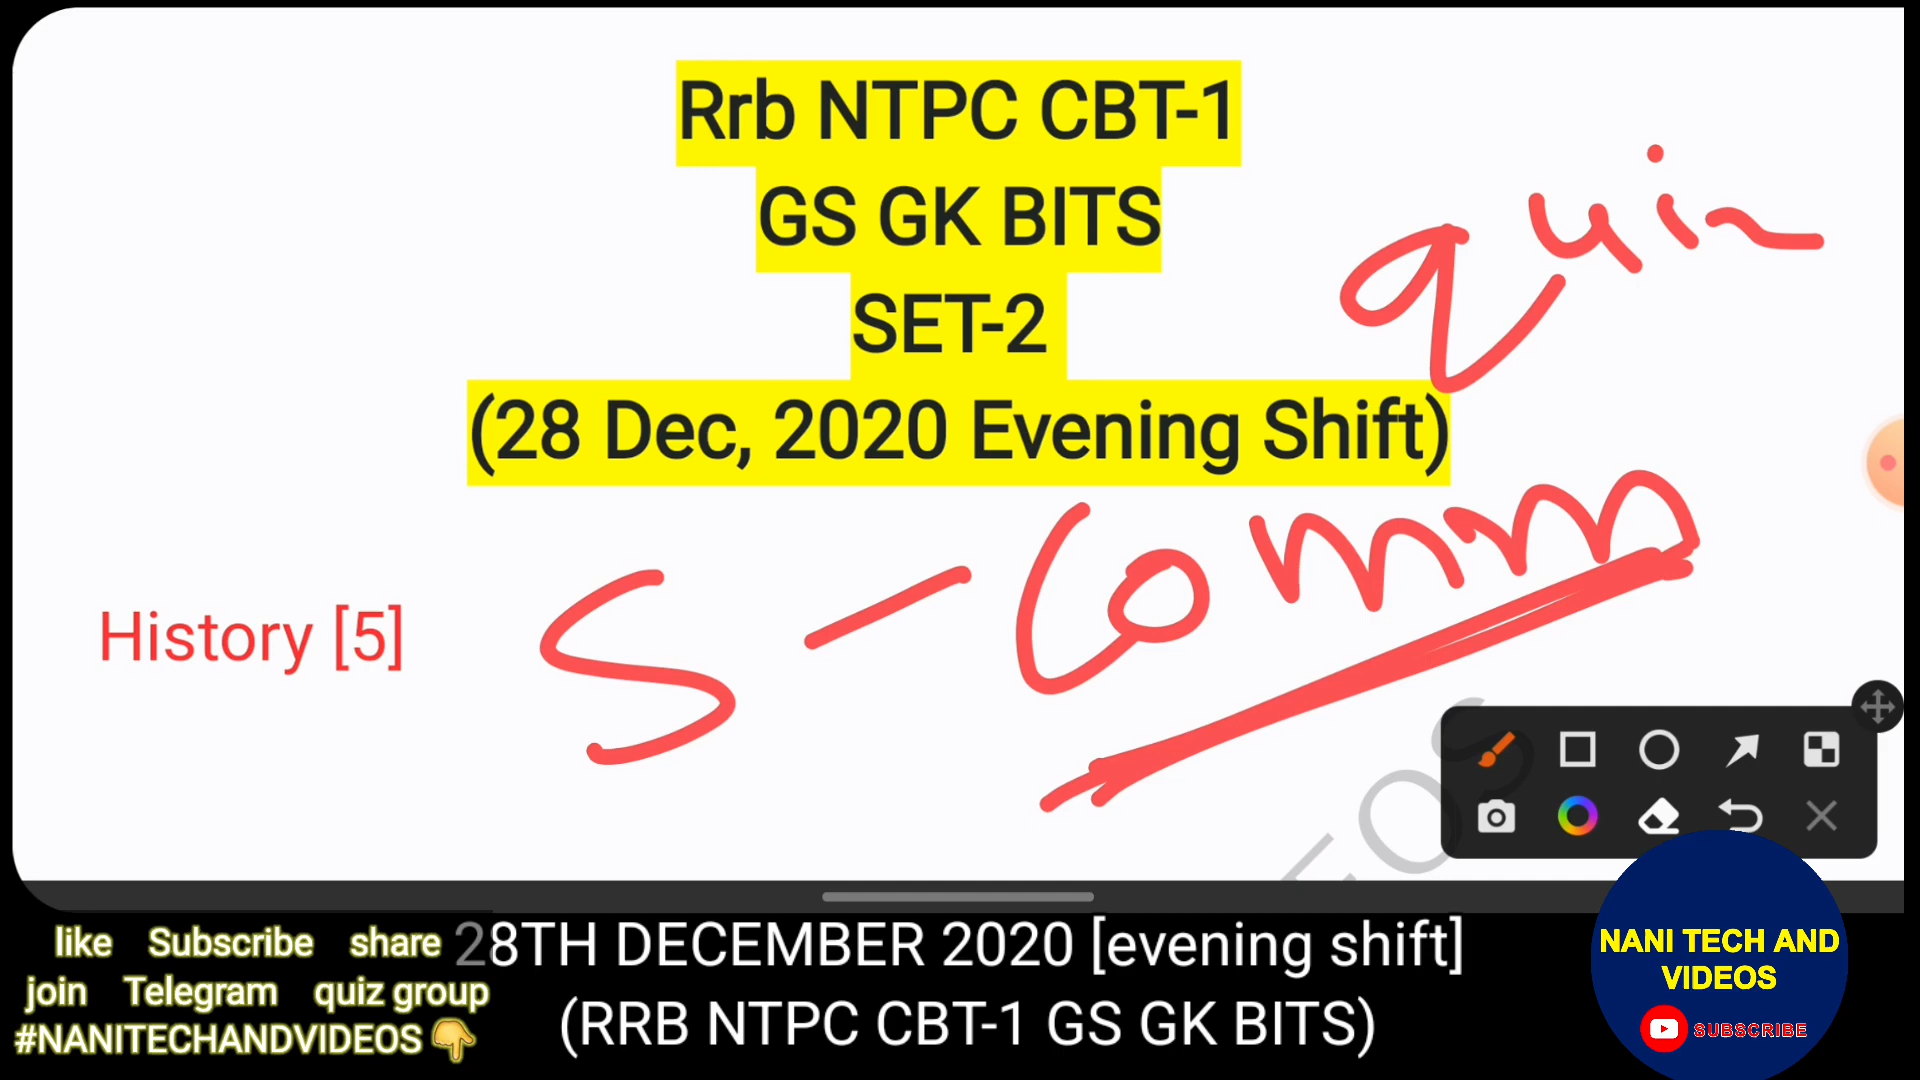 Rrb NTPC CBT-1
GS GK BITS
SET-2
(28 Dec, 2020 Evening Shift)
History [5]
S - Comm
EOS
like Subscribe share
join Telegram quiz group
#NANITECHANDVIDEOS 👇
28TH DECEMBER 2020 [evening shift]
(RRB NTPC CBT-1 GS GK BITS)
NANI TECH AND
VIDEOS
SUBSCRIBE